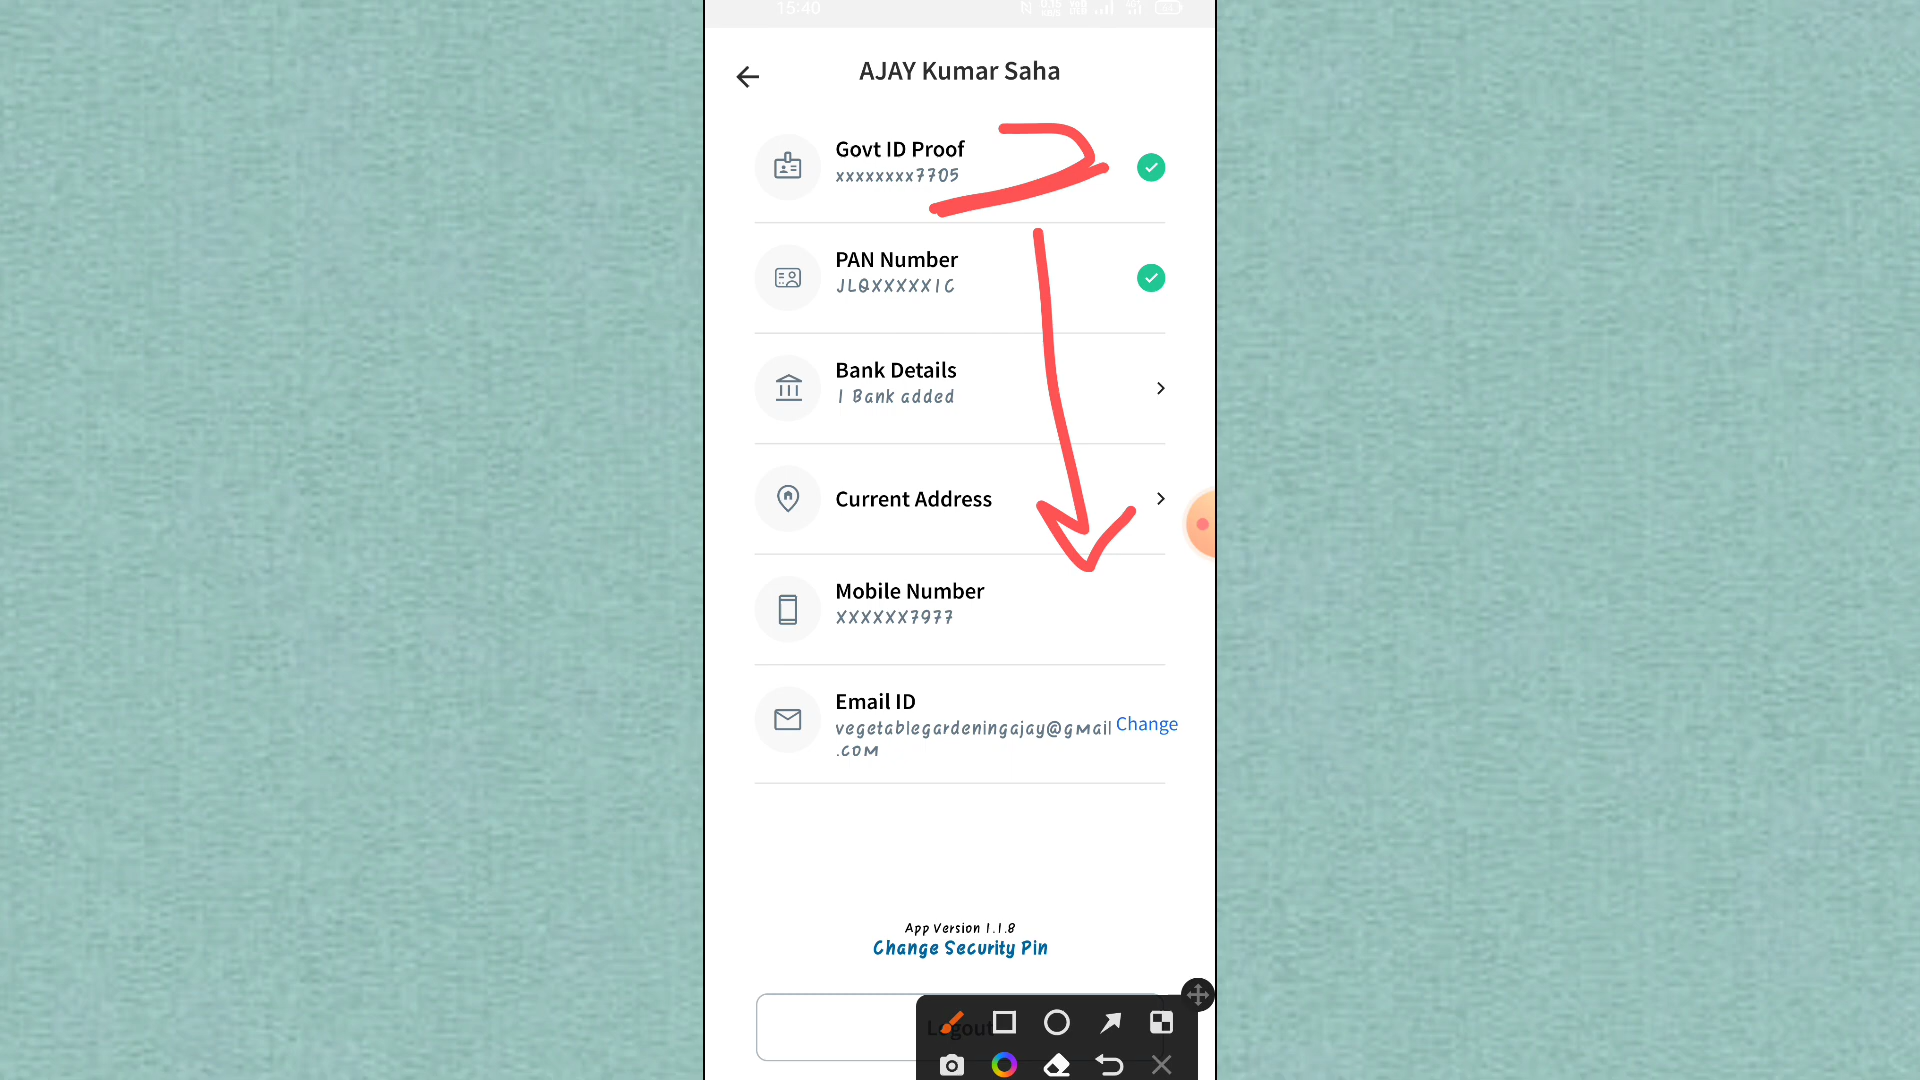 15:40
AJAY Kumar Saha
Govt ID Proof
xxxxxxxx7705
PAN Number
JLQXXXXX1C
Bank Details
1 Bank added
Current Address
Mobile Number
XXXXXX7977
Email ID
vegetablegardeningajay@gmail
.com
Change
App Version 1.1.8
Change Security Pin
Logout